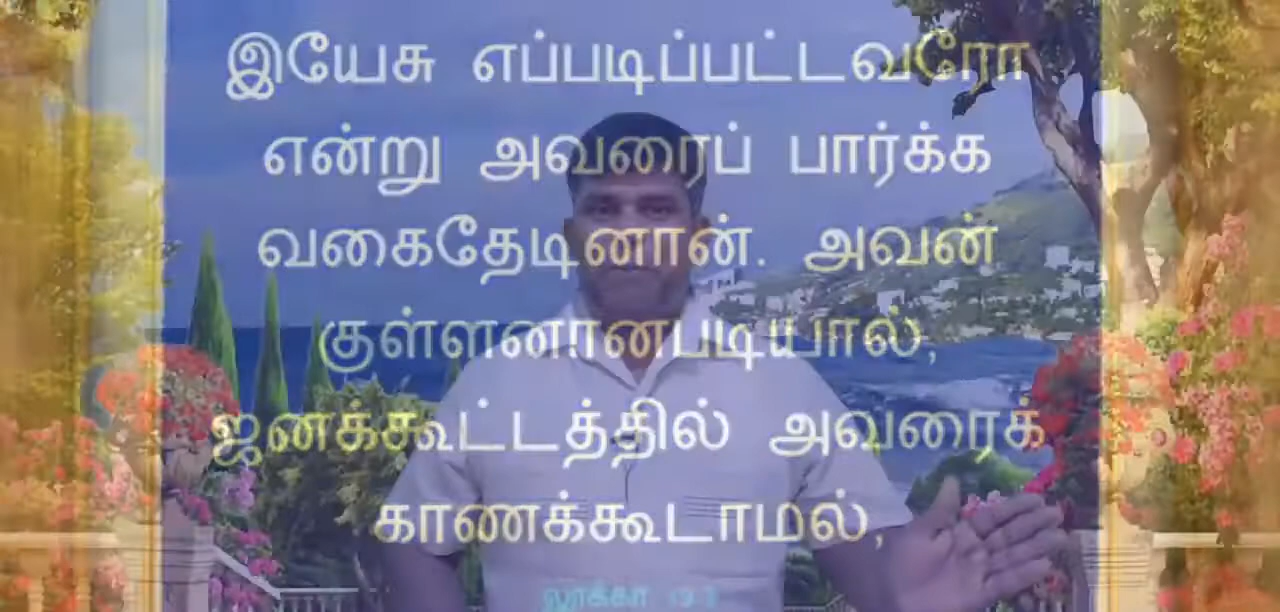 இயேசு எப்படிப்பட்டவரோ
என்று அவரைப் பார்க்க
வகைதேடினான். அவன்
குள்ளனானபடியால்,
ஜனக்கூட்டத்தில் அவரைக்
காணக்கூடாமல்,
லூக்கா